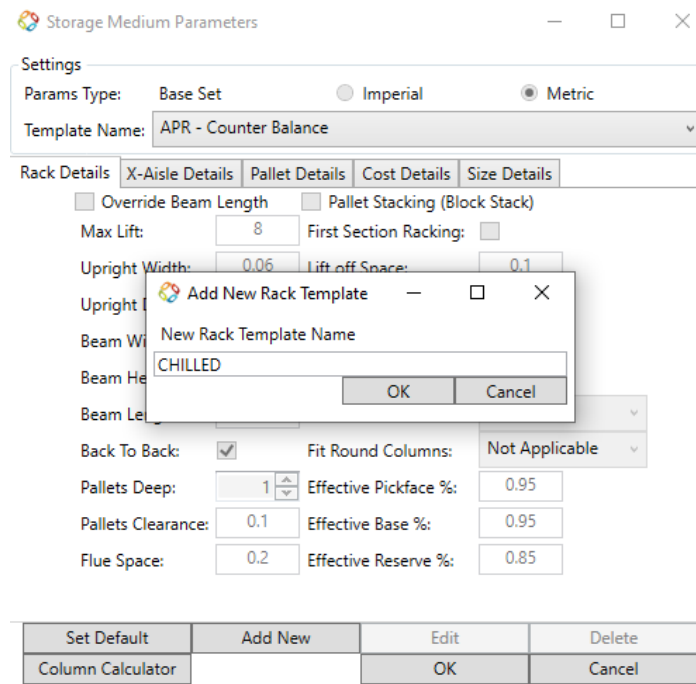 Storage Medium Parameters
Settings
Params Type: Base Set Imperial Metric
Template Name: APR - Counter Balance
Rack Details X-Aisle Details Pallet Details Cost Details Size Details
Override Beam Length Pallet Stacking (Block Stack)
Max Lift: 8 First Section Racking:
Upright Width: 0.06 Lift off Space: 0.1
Upright
Add New Rack Template
Beam
New Rack Template Name
CHILLED
Beam
OK Cancel
Beam
Back To Back: Fit Round Columns: Not Applicable
Pallets Deep: 1 Effective Pickface %: 0.95
Pallets Clearance: 0.1 Effective Base %: 0.95
Flue Space: 0.2 Effective Reserve %: 0.85
Set Default Add New Edit Delete
Column Calculator OK Cancel